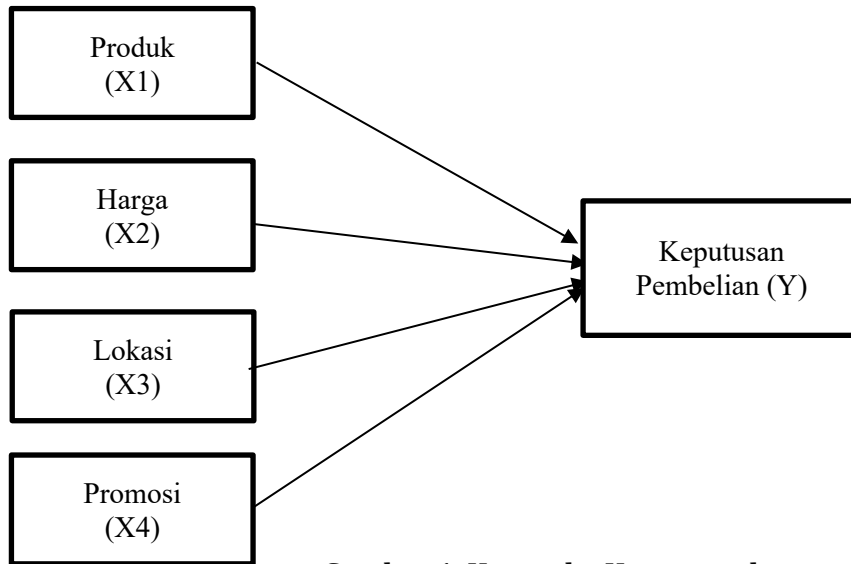 Produk
(X1)
Harga
(X2)
Keputusan
Pembelian (Y)
Lokasi
(X3)
Promosi
(X4)